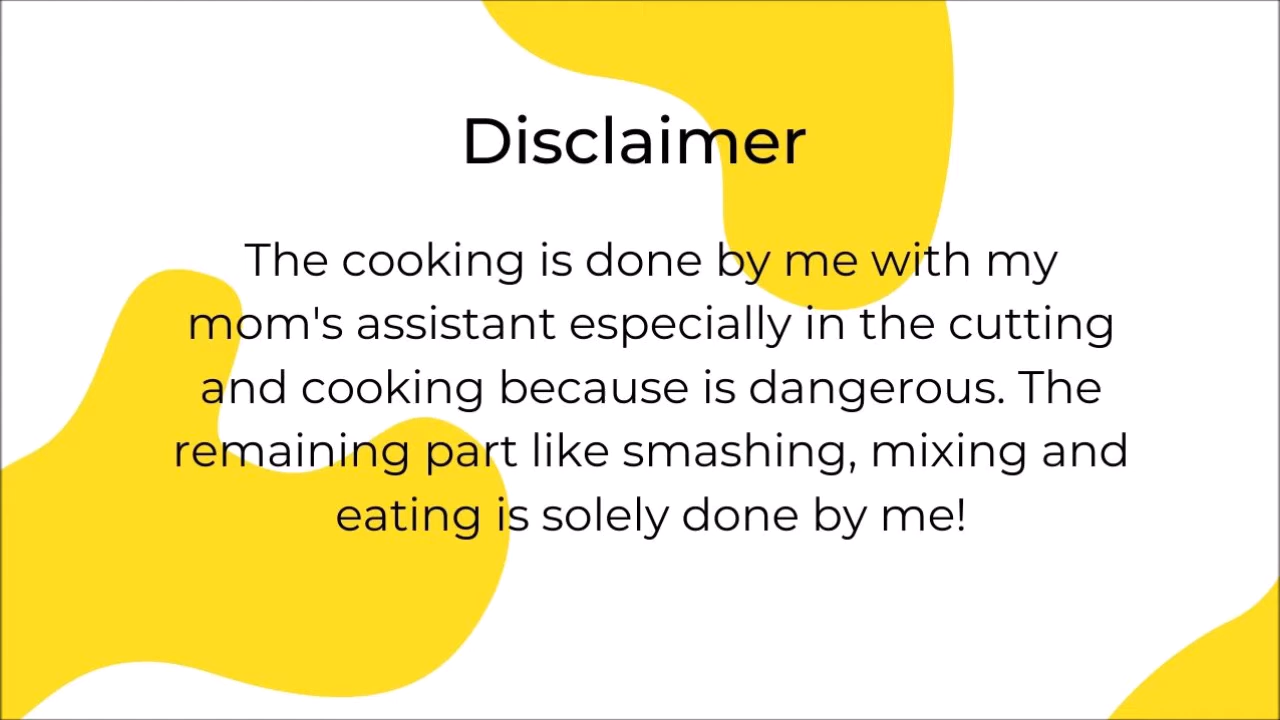 Disclaimer
The cooking is done by me with my
mom's assistant especially in the cutting
and cooking because is dangerous. The
remaining part like smashing, mixing and
eating is solely done by me!